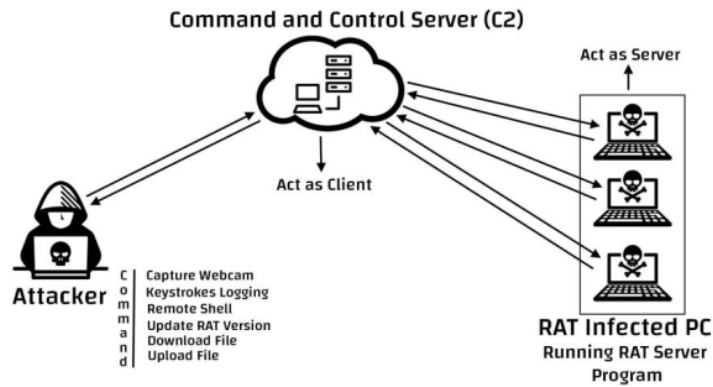 Command and Control Server (C2)
Act as Server
Act as Client
Attacker
Command
Capture Webcam
Keystrokes Logging
Remote Shell
Update RAT Version
Download File
Upload File
RAT Infected PC
Running RAT Server
Program